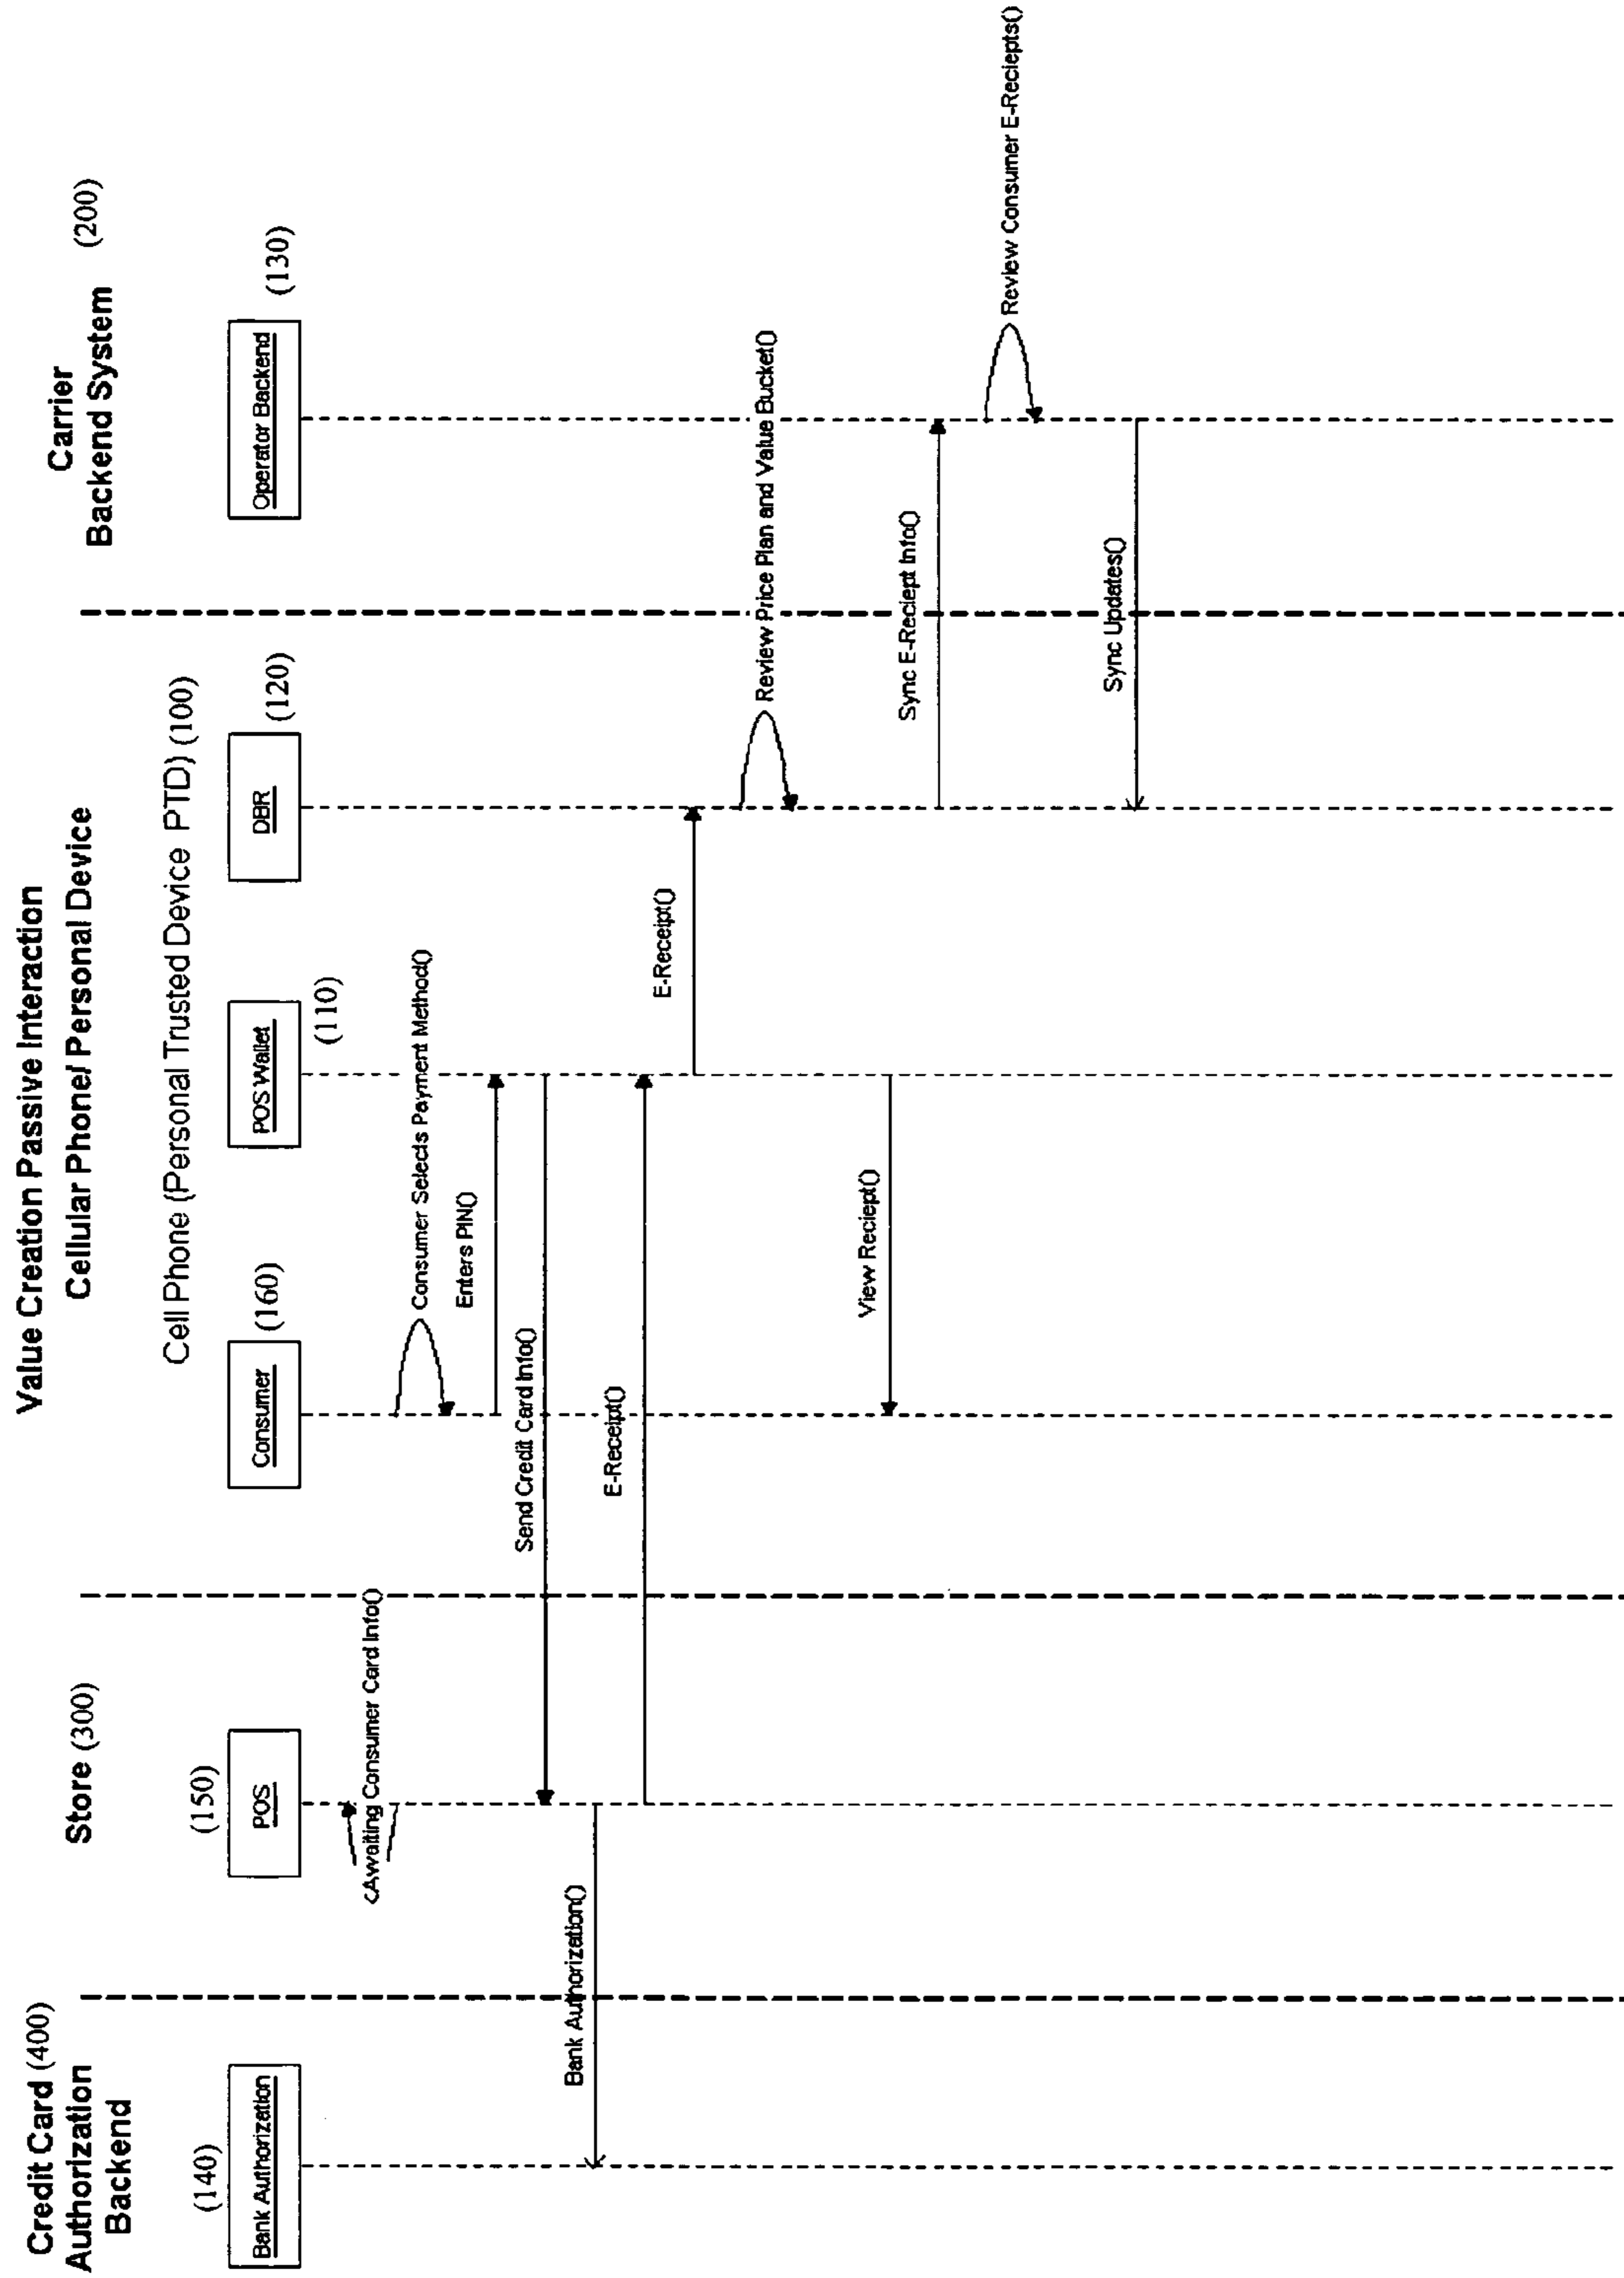 Value Creation Passive Interaction
Credit Card (400)
Authorization
Backend
Store (300)
Cellular Phone/ Personal Device
Carrier
Backend System (200)
Cell Phone (Personal Trusted Device PTD) (100)
(140)
(150)
(160)
(110)
(120)
(130)
Bank Authorization
POS
Consumer
POS Wallet
DBR
Operator Backend
<Awaiting Consumer Card Info()
Consumer Selects Payment Method()
Enters PIN()
Send Credit Card Info()
Bank Authorization()
E-Receipt()
E-Receipt()
Review Price Plan and Value Bucket()
View Reciept()
Sync E-Reciept Info()
Review Consumer E-Reciepts()
Sync Updates()